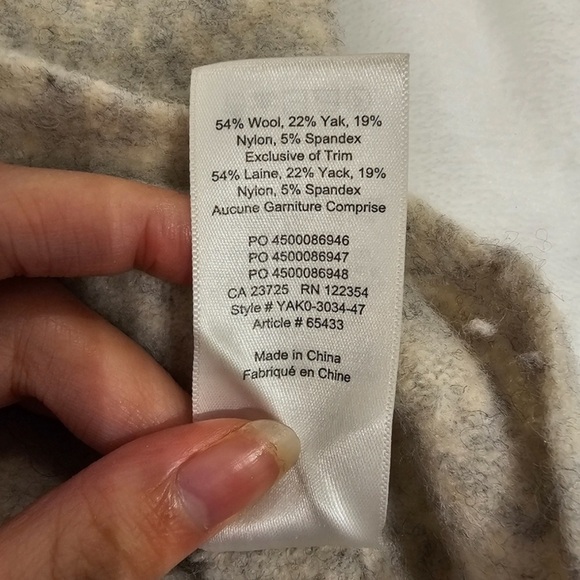 54% Wool, 22% Yak, 19%
Nylon, 5% Spandex
Exclusive of Trim
54% Laine, 22% Yack, 19%
Nylon, 5% Spandex
Aucune Garniture Comprise
PO 4500086946
PO 4500086947
PO 4500086948
CA 23725 RN 122354
Style # YAK0-3034-47
Article # 65433
Made in China
Fabriqué en Chine